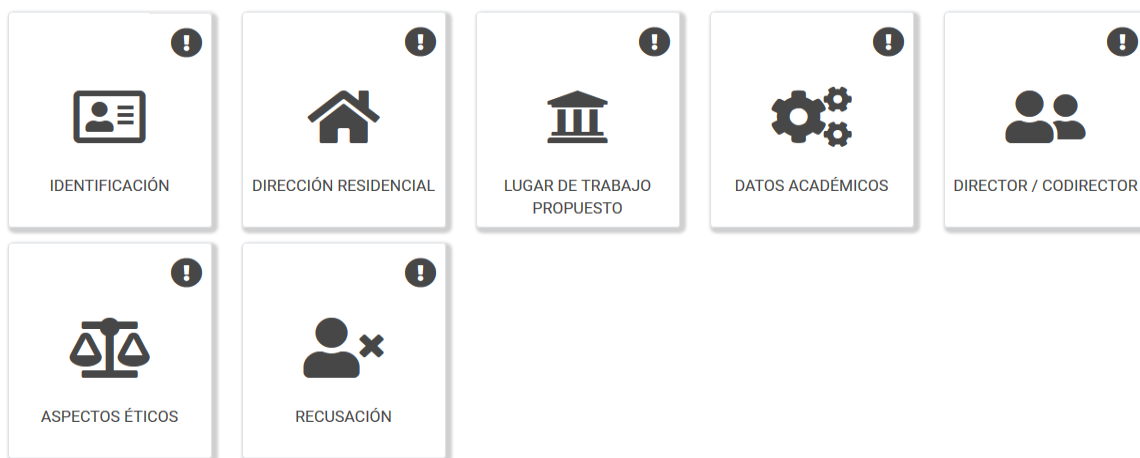 IDENTIFICACIÓN
DIRECCIÓN RESIDENCIAL
LUGAR DE TRABAJO
PROPUESTO
DATOS ACADÉMICOS
DIRECTOR / CODIRECTOR
ASPECTOS ÉTICOS
RECUSACIÓN